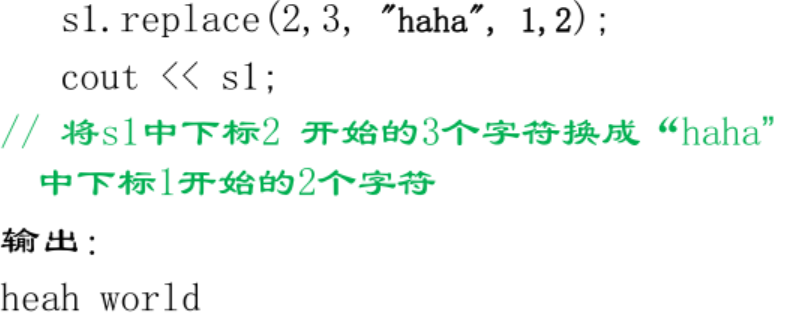 s1.replace(2,3, "haha", 1,2);
cout << s1;
// 将s1中下标2 开始的3个字符换成“haha”
中下标1开始的2个字符
输出:
heah world